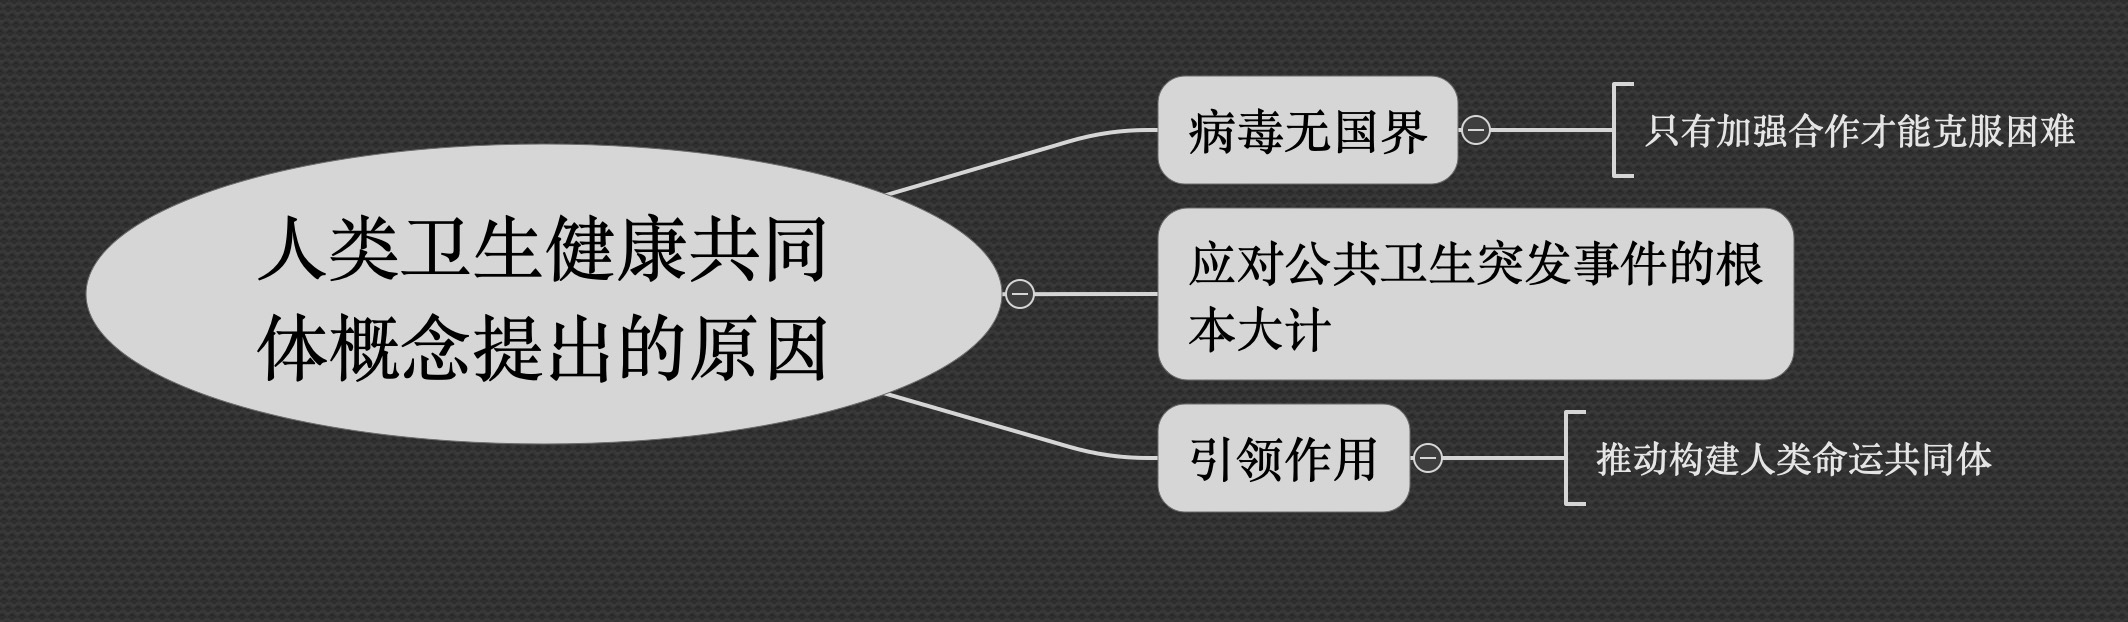 人类卫生健康共同
体概念提出的原因
病毒无国界
只有加强合作才能克服困难
应对公共卫生突发事件的根
本大计
引领作用
推动构建人类命运共同体